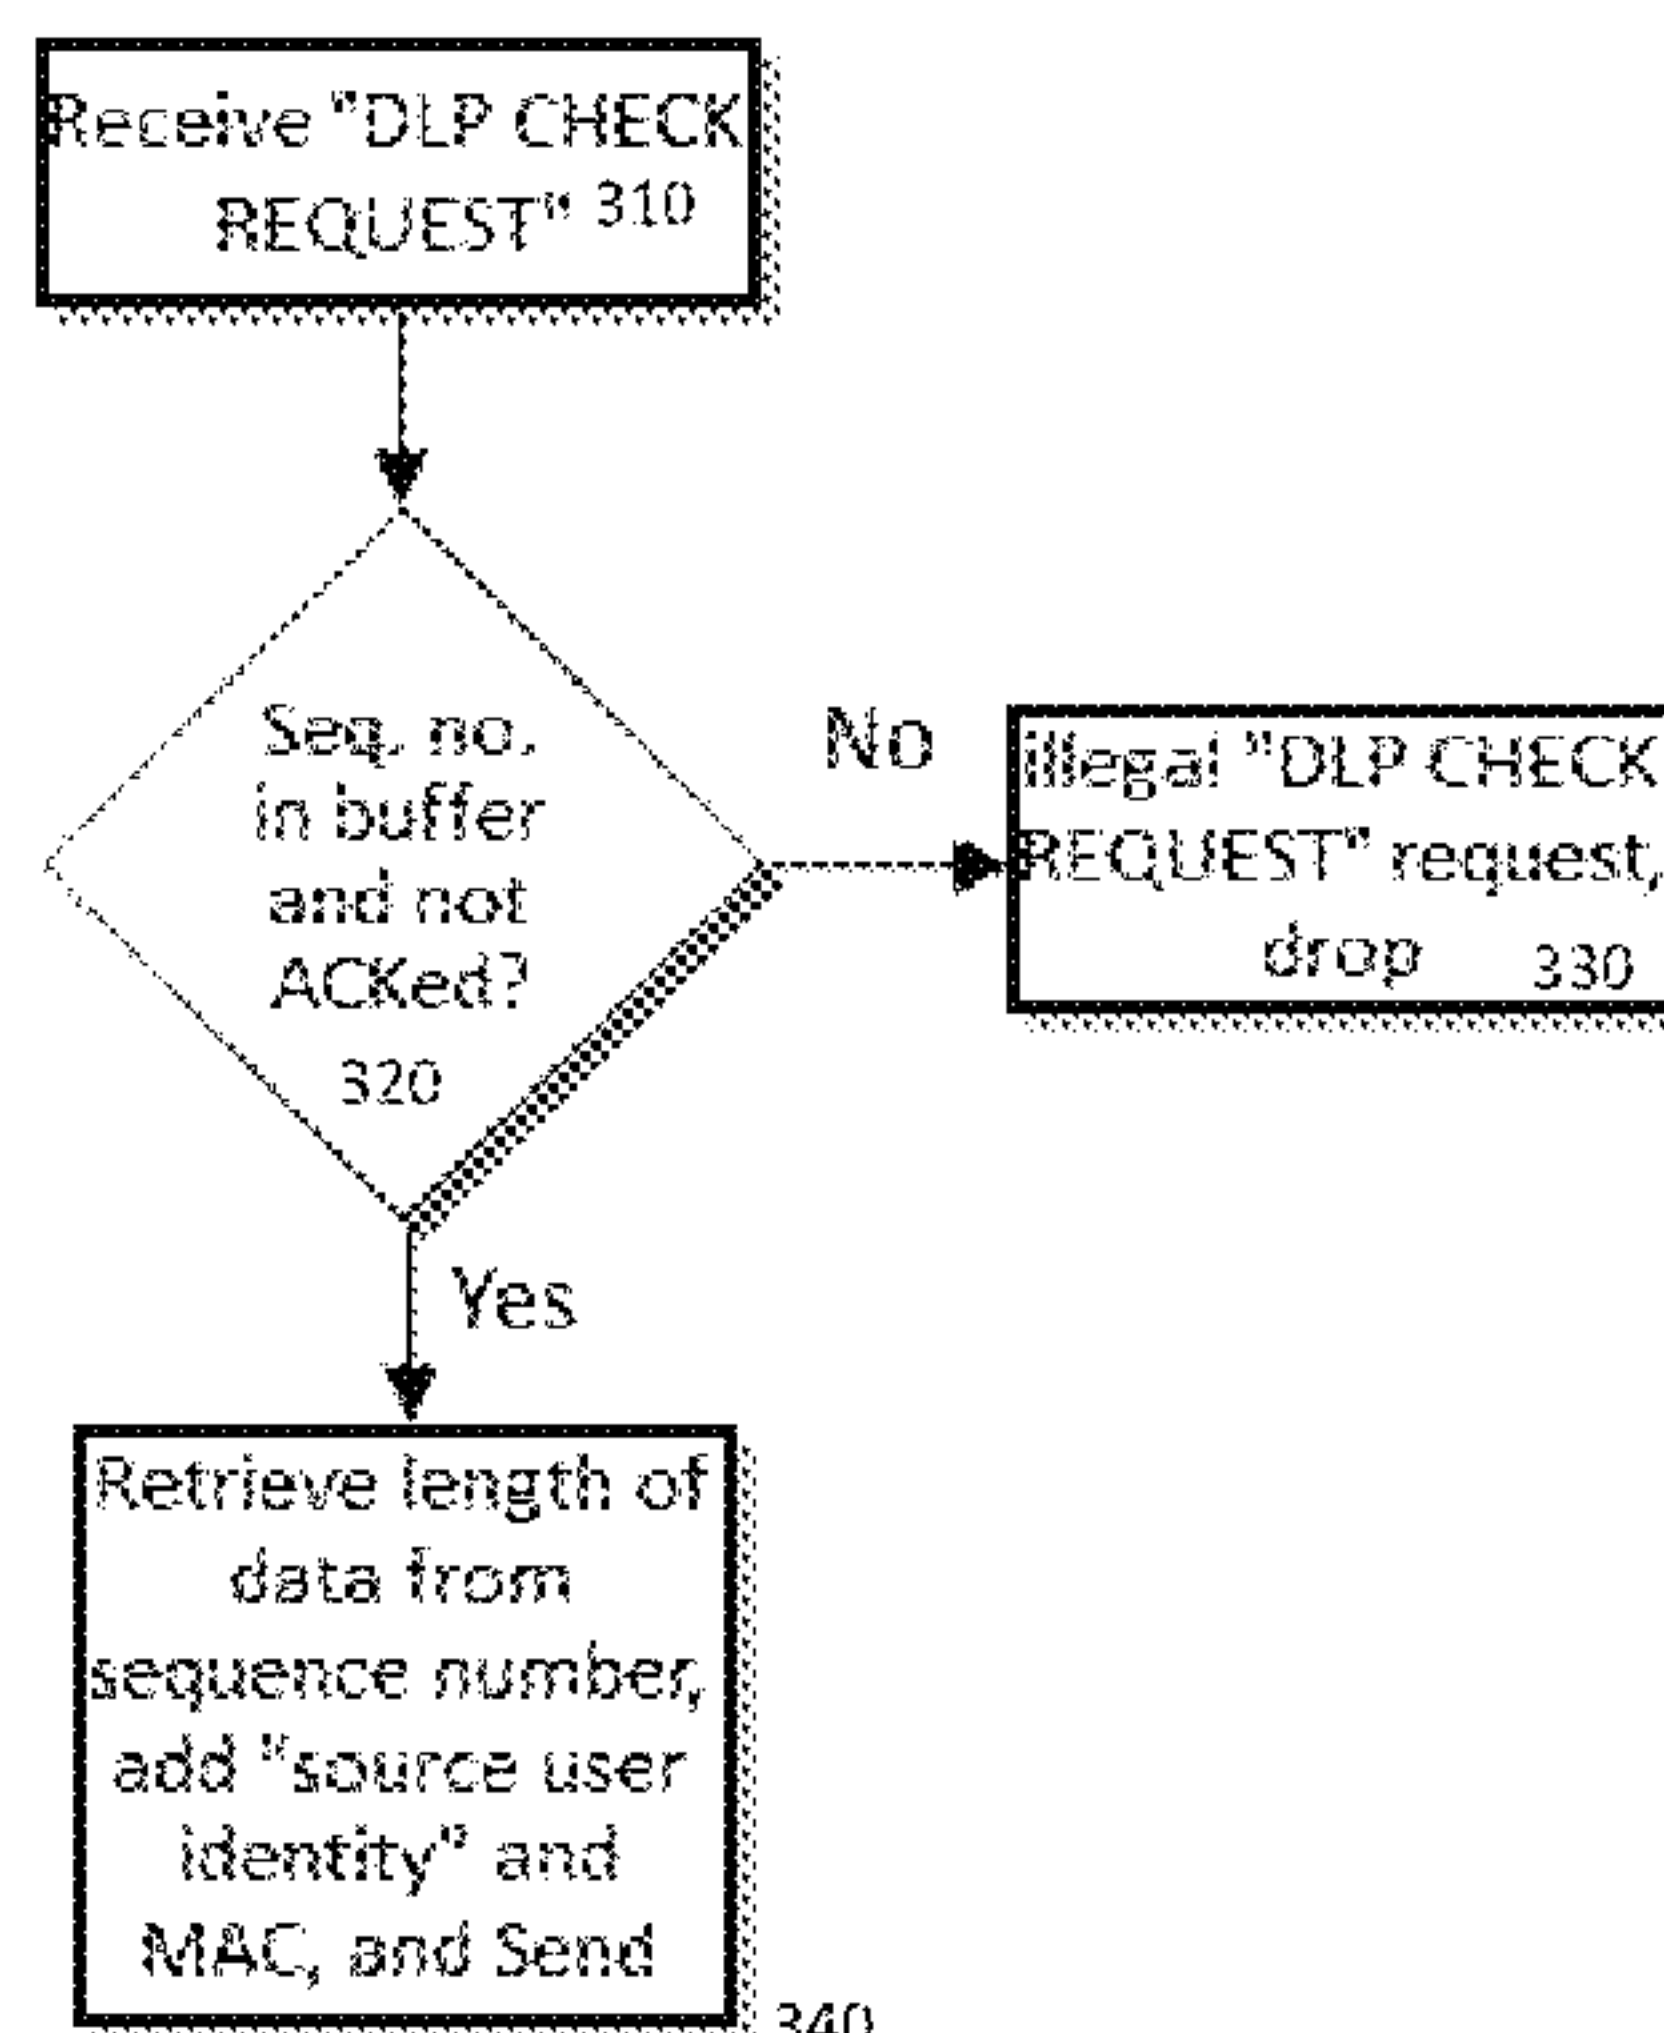 Receive "DLP CHECK
REQUEST" 310
Seq. no.
in buffer
and not
ACKed?
320
No
illegal "DLP CHECK
REQUEST" request,
drop 330
Yes
Retrieve length of
data from
sequence number,
add "source user
identity" and
MAC, and Send
340